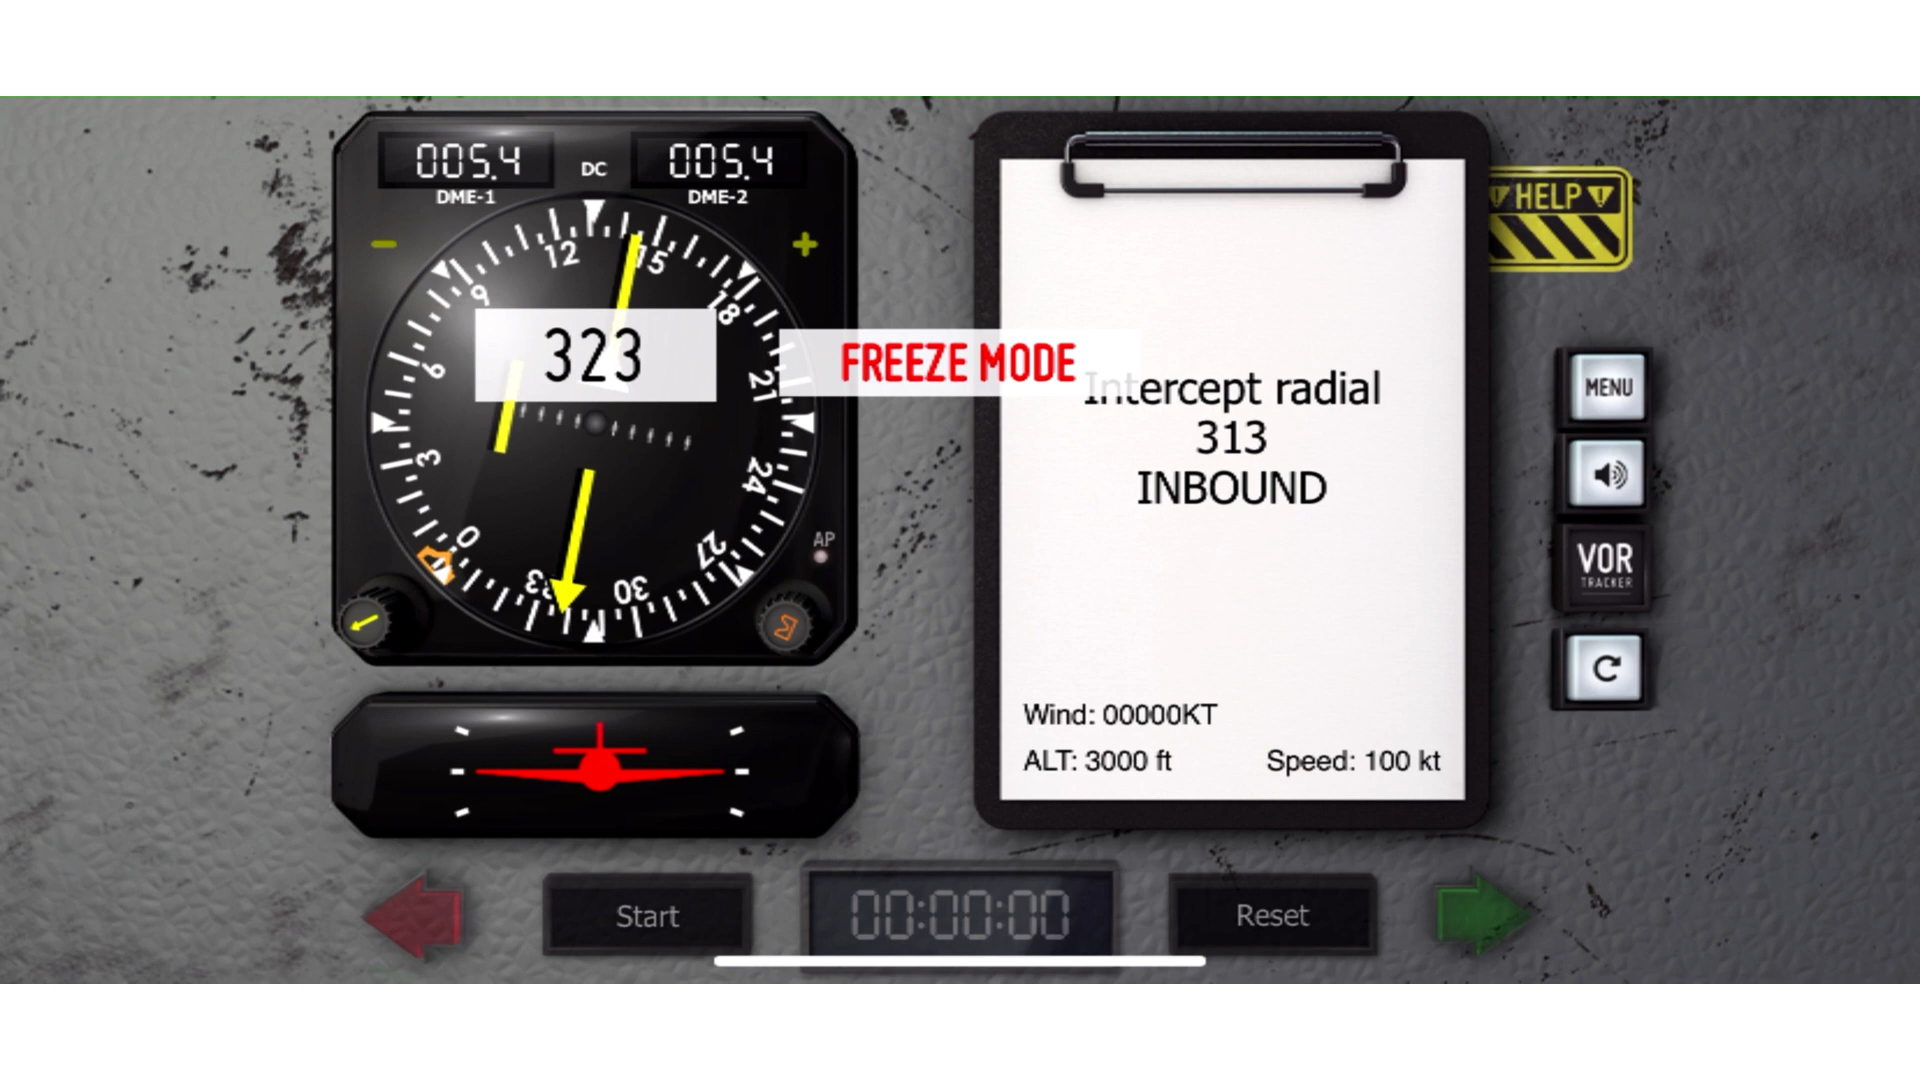 005.4
DC
005.4
DME-1
DME-2
−
+
12
15
9
18
323
6
FREEZE MODE
21
Intercept radial
313
INBOUND
3
24
0
27
33
30
AP
HELP
MENU
VOR
TRACKER
Wind: 00000KT
ALT: 3000 ft
Speed: 100 kt
Start
00:00:00
Reset